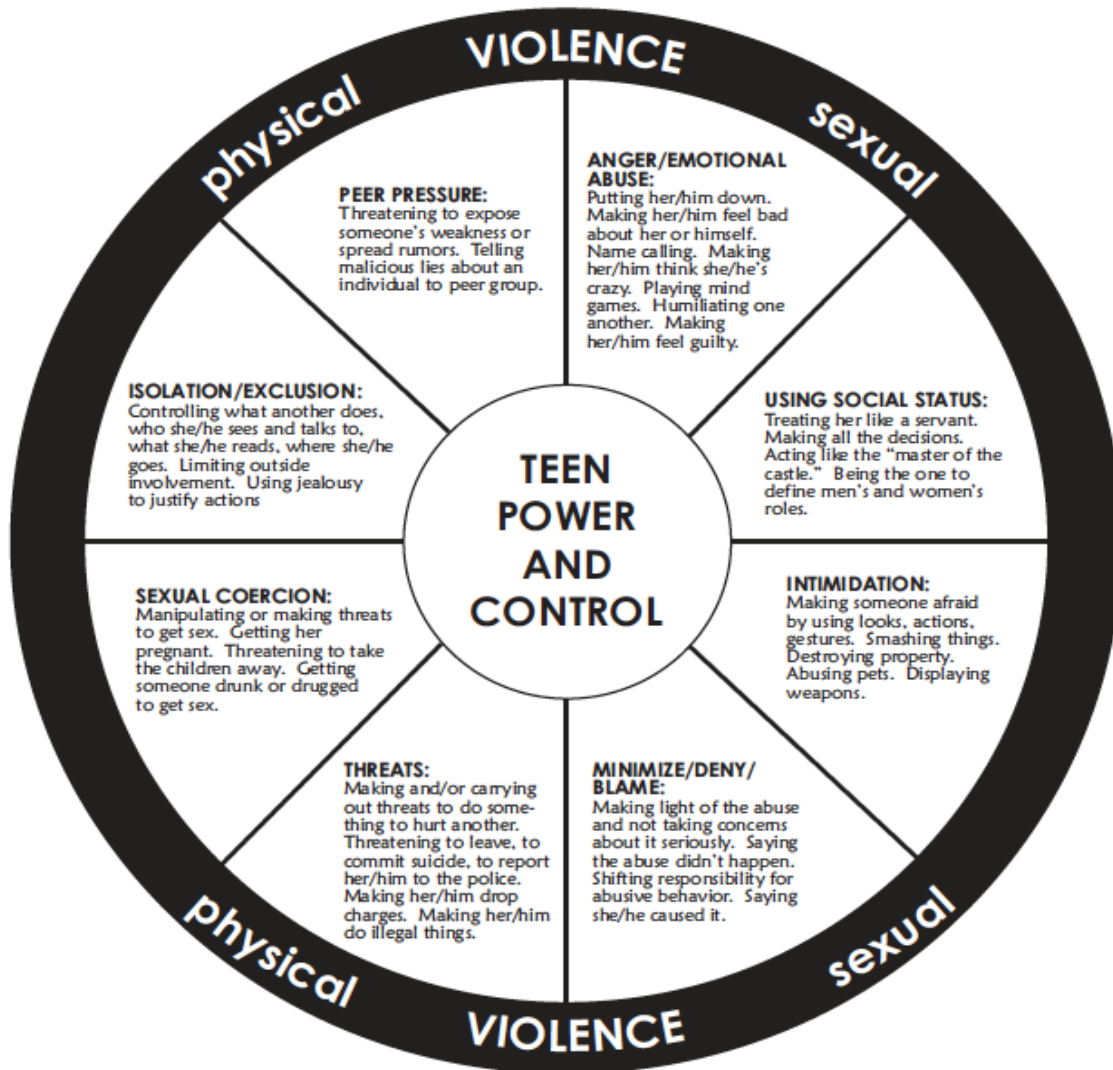 VIOLENCE
physical
sexual
PEER PRESSURE:
Threatening to expose
someone's weakness or
spread rumors. Telling
malicious lies about an
individual to peer group.
ANGER/EMOTIONAL
ABUSE:
Putting her/him down.
Making her/him feel bad
about her or himself.
Name calling. Making
her/him think she/he's
crazy. Playing mind
games. Humiliating one
another. Making
her/him feel guilty.
ISOLATION/EXCLUSION:
Controlling what another does,
who she/he sees and talks to,
what she/he reads, where she/he
goes. Limiting outside
involvement. Using jealousy
to justify actions
USING SOCIAL STATUS:
Treating her like a servant.
Making all the decisions.
Acting like the “master of the
castle.” Being the one to
define men's and women's
roles.
TEEN
POWER
AND
CONTROL
SEXUAL COERCION:
Manipulating or making threats
to get sex. Getting her
pregnant. Threatening to take
the children away. Getting
someone drunk or drugged
to get sex.
INTIMIDATION:
Making someone afraid
by using looks, actions,
gestures. Smashing things.
Destroying property.
Abusing pets. Displaying
weapons.
THREATS:
Making and/or carrying
out threats to do some-
thing to hurt another.
Threatening to leave, to
commit suicide, to report
her/him to the police.
Making her/him drop
charges. Making her/him
do illegal things.
MINIMIZE/DENY/
BLAME:
Making light of the abuse
and not taking concerns
about it seriously. Saying
the abuse didn't happen.
Shifting responsibility for
abusive behavior. Saying
she/he caused it.
physical
sexual
VIOLENCE